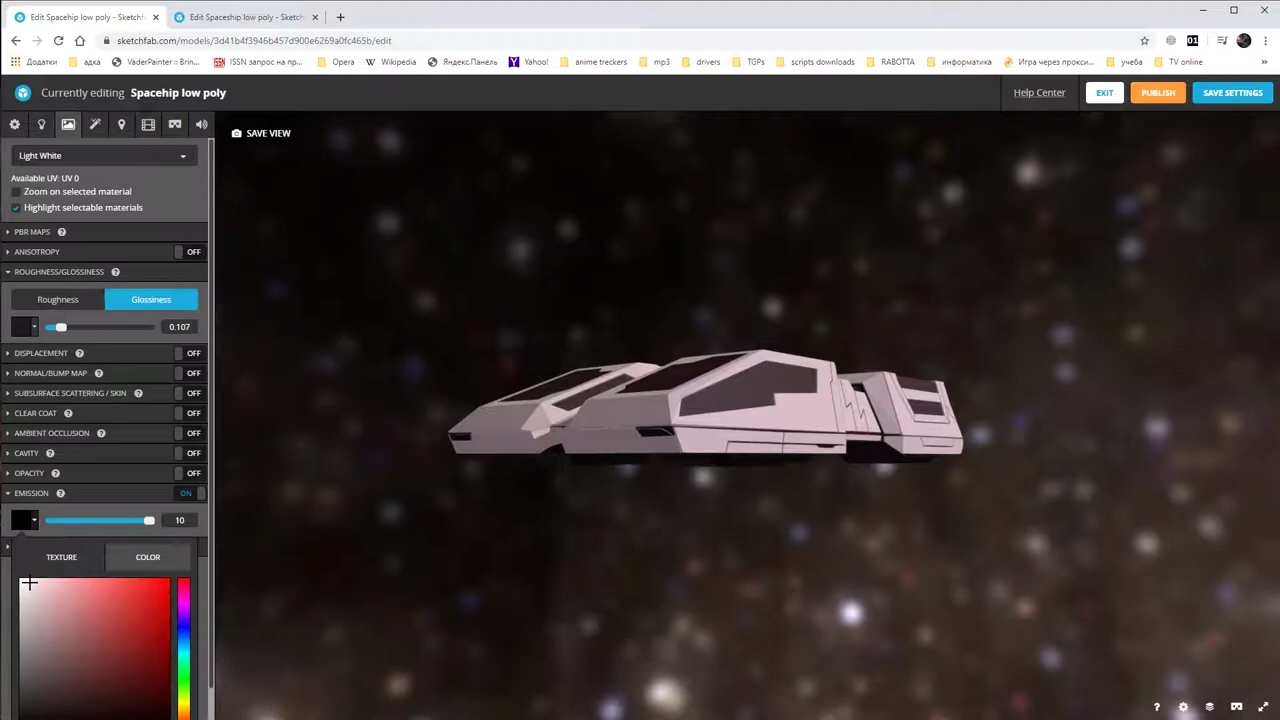 Edit Spaceship low poly - Sketchf
Edit Spaceship low poly - Sketchf
sketchfab.com/models/3d41b4f3946b457d900e6269a0fc465b/edit
Додатки
адка
VaderPainter :: Brin...
ISSN запрос на пр...
Opera
Wikipedia
Яндекс.Панель
Yahoo!
anime treckers
mp3
drivers
TGPs
scripts downloads
RABOTTA
информатика
Игра через прокси...
учеба
TV online
»
01
Currently editing Spaceship low poly
Help Center
EXIT
PUBLISH
SAVE SETTINGS
SAVE VIEW
Light White
Available UV: UV 0
Zoom on selected material
Highlight selectable materials
PBR MAPS ?
ANISOTROPY OFF
ROUGHNESS/GLOSSINESS ?
Roughness Glossiness
0.107
DISPLACEMENT ? OFF
NORMAL/BUMP MAP ? OFF
SUBSURFACE SCATTERING / SKIN ? OFF
CLEAR COAT ? OFF
AMBIENT OCCLUSION ? OFF
CAVITY ? OFF
OPACITY ? OFF
EMISSION ? ON
10
TEXTURE COLOR
?